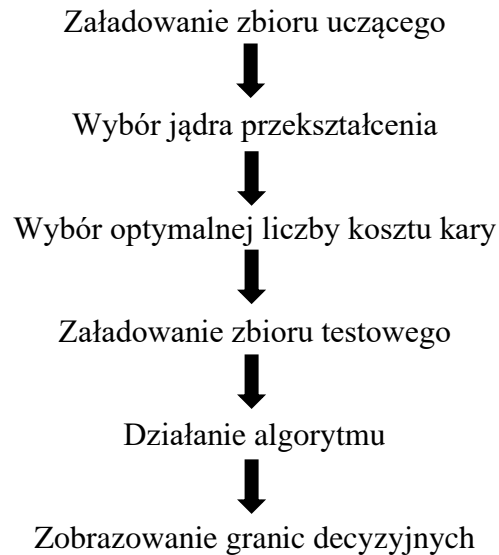 Załadowanie zbioru uczącego
Wybór jądra przekształcenia
Wybór optymalnej liczby kosztu kary
Załadowanie zbioru testowego
Działanie algorytmu
Zobrazowanie granic decyzyjnych